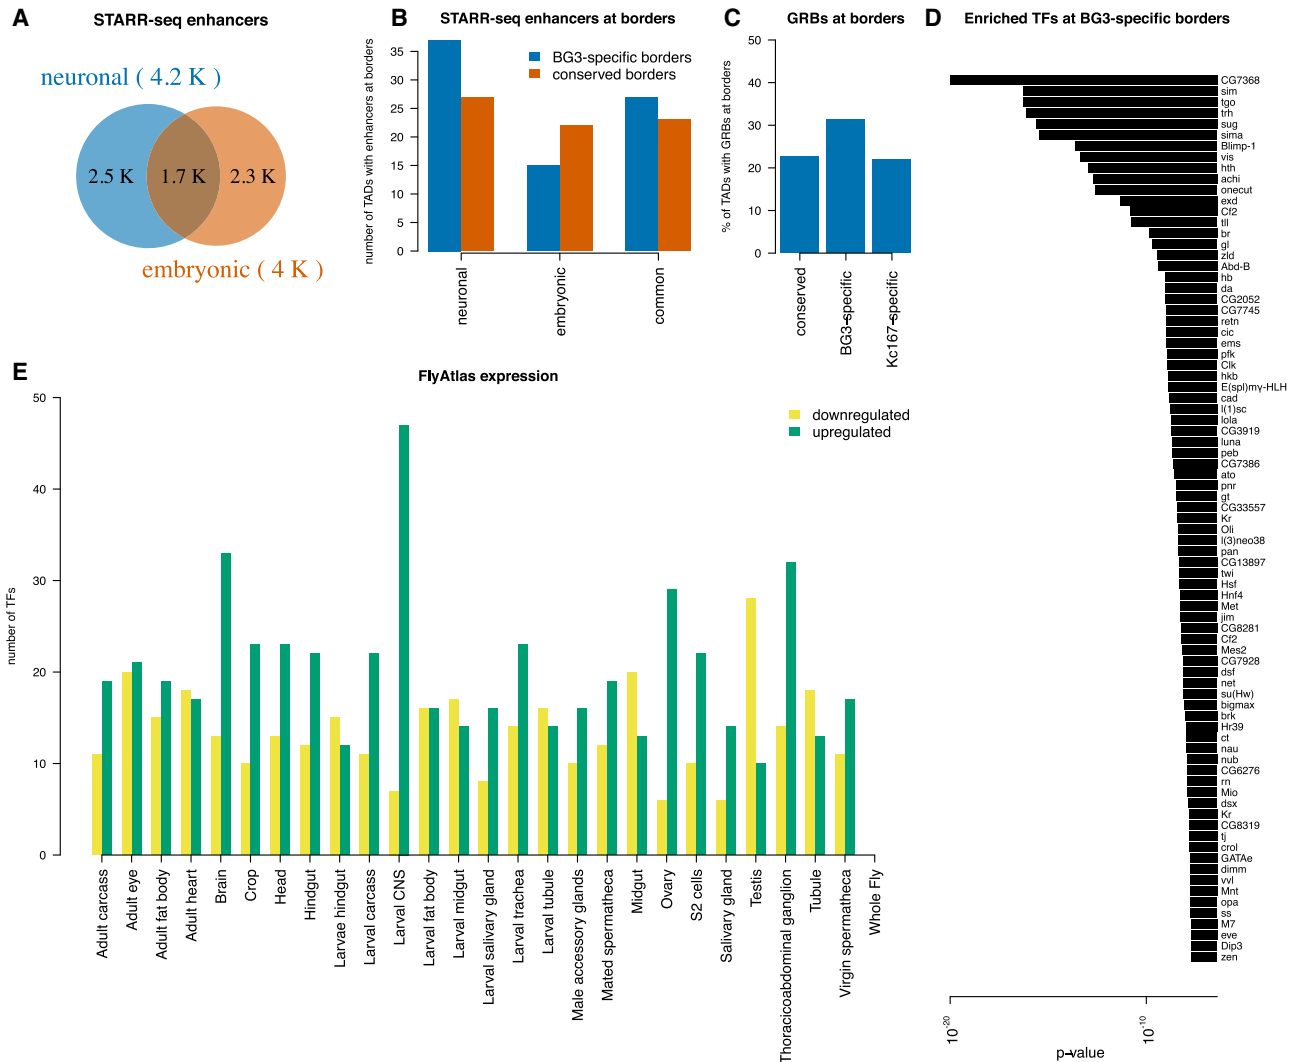 A
STARR-seq enhancers
neuronal ( 4.2 K )
2.5 K
1.7 K
2.3 K
embryonic ( 4 K )
B
STARR-seq enhancers at borders
number of TADs with enhancers at borders
35
30
25
20
15
10
5
0
BG3-specific borders
conserved borders
neuronal
embryonic
common
C
GRBs at borders
% of TADs with GRBs at borders
50
40
30
20
10
0
conserved
BG3-specific
Kc167-specific
D
Enriched TFs at BG3-specific borders
CG7368
sim
tgo
trh
sug
sima
Blimp-1
vis
hth
achi
onecut
exd
Cf2
tll
br
gl
zld
Abd-B
hb
da
CG2052
CG7745
retn
cic
ems
pfk
Clk
hkb
E(spl)mγ-HLH
cad
l(1)sc
lola
CG3919
luna
peb
CG7386
ato
pnr
gt
CG33557
Kr
Oli
l(3)neo38
pan
CG13897
twi
Hsf
Hnf4
Met
jim
CG8281
Cf2
Mes2
CG7928
dsf
net
su(Hw)
bigmax
brk
Hr39
ct
nau
nub
CG6276
rn
Mio
dsx
Kr
CG8319
tj
crol
GATAe
dimm
vvl
Mnt
opa
ss
M7
eve
Dip3
zen
10-20
10-10
p-value
E
FlyAtlas expression
number of TFs
50
40
30
20
10
0
downregulated
upregulated
Adult carcass
Adult eye
Adult fat body
Adult heart
Brain
Crop
Head
Hindgut
Larvae hindgut
Larval carcass
Larval CNS
Larval fat body
Larval midgut
Larval salivary gland
Larval trachea
Larval tubule
Male accessory glands
Mated spermatheca
Midgut
Ovary
S2 cells
Salivary gland
Testis
Thoracicoabdominal ganglion
Tubule
Virgin spermatheca
Whole Fly